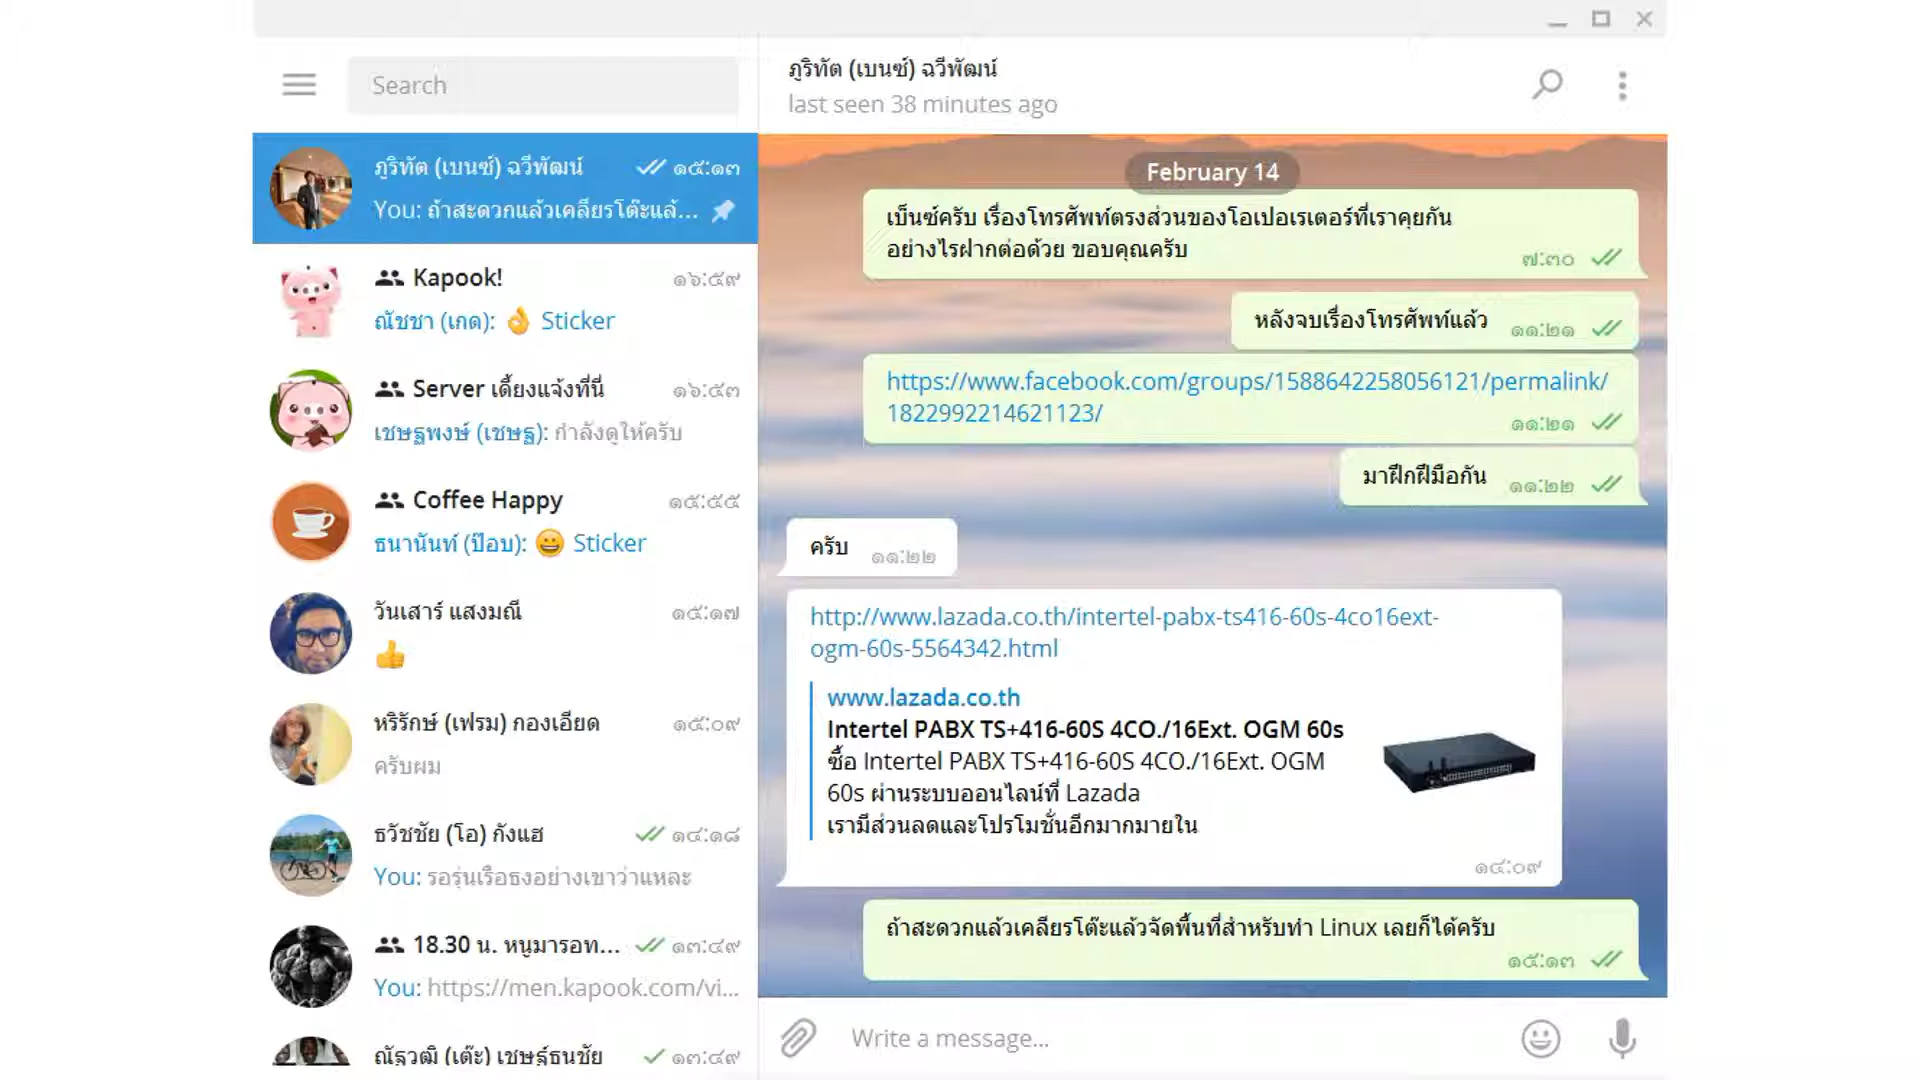 Search
ภูริทัต (เบนซ์) ฉวีพัฒน์ ๑๕:๑๓
You: ถ้าสะดวกแล้วเคลียรโต๊ะแล้...
Kapook! ๑๖:๕๙
ณัชชา (เกด): 👌 Sticker
Server เดี้ยงแจ้งที่นี่ ๑๖:๕๓
เชษฐพงษ์ (เชษฐ): กำลังดูให้ครับ
Coffee Happy ๑๕:๕๕
ธนานันท์ (ป๊อบ): 😀 Sticker
วันเสาร์ แสงมณี ๑๕:๑๗
👍
หริรักษ์ (เฟรม) กองเอียด ๑๕:๐๙
ครับผม
ธวัชชัย (โอ) กังแฮ ๑๔:๑๘
You: รอรุ่นเรือธงอย่างเขาว่าแหละ
18.30 น. หนูมารอท... ๑๓:๔๙
You: https://men.kapook.com/vi...
ณัฐวุฒิ (เต๊ะ) เชษฐ์ธนชัย ๑๓:๔๙
ภูริทัต (เบนซ์) ฉวีพัฒน์
last seen 38 minutes ago
February 14
เบ็นซ์ครับ เรื่องโทรศัพท์ตรงส่วนของโอเปอเรเตอร์ที่เราคุยกัน
อย่างไรฝากต่อด้วย ขอบคุณครับ
๗:๓๐
หลังจบเรื่องโทรศัพท์แล้ว ๑๑:๒๑
https://www.facebook.com/groups/1588642258056121/permalink/
1822992214621123/
๑๑:๒๑
มาฝึกฝีมือกัน ๑๑:๒๒
ครับ ๑๑:๒๒
http://www.lazada.co.th/intertel-pabx-ts416-60s-4co16ext-
ogm-60s-5564342.html
www.lazada.co.th
Intertel PABX TS+416-60S 4CO./16Ext. OGM 60s
ซื้อ Intertel PABX TS+416-60S 4CO./16Ext. OGM
60s ผ่านระบบออนไลน์ที่ Lazada
เรามีส่วนลดและโปรโมชั่นอีกมากมายใน
๑๔:๐๙
ถ้าสะดวกแล้วเคลียรโต๊ะแล้วจัดพื้นที่สำหรับทำ Linux เลยก็ได้ครับ
๑๕:๑๓
Write a message...